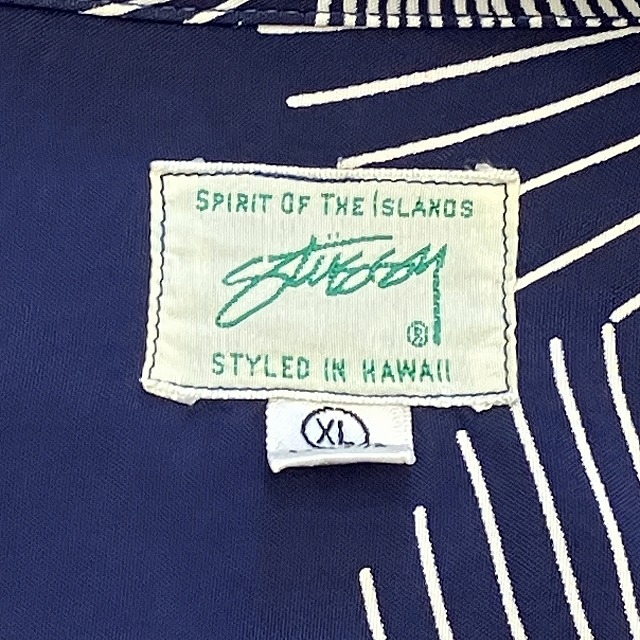 SPIRIT OF THE ISLANDS
STÜSSY
®
STYLED IN HAWAII
XL